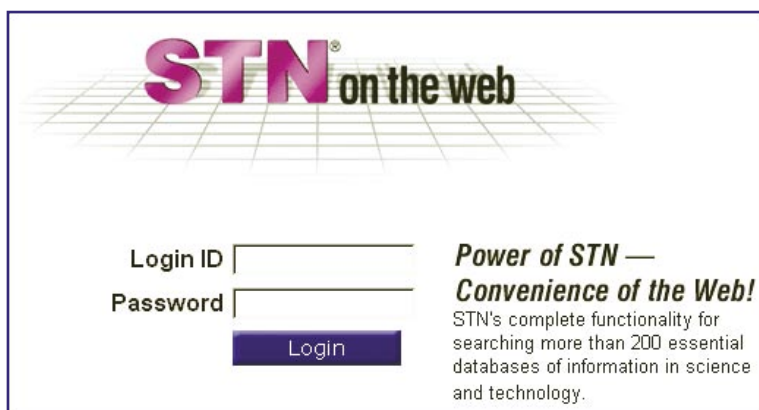 STN® on the web
Login ID
Password
Login
Power of STN —
Convenience of the Web!
STN's complete functionality for
searching more than 200 essential
databases of information in science
and technology.